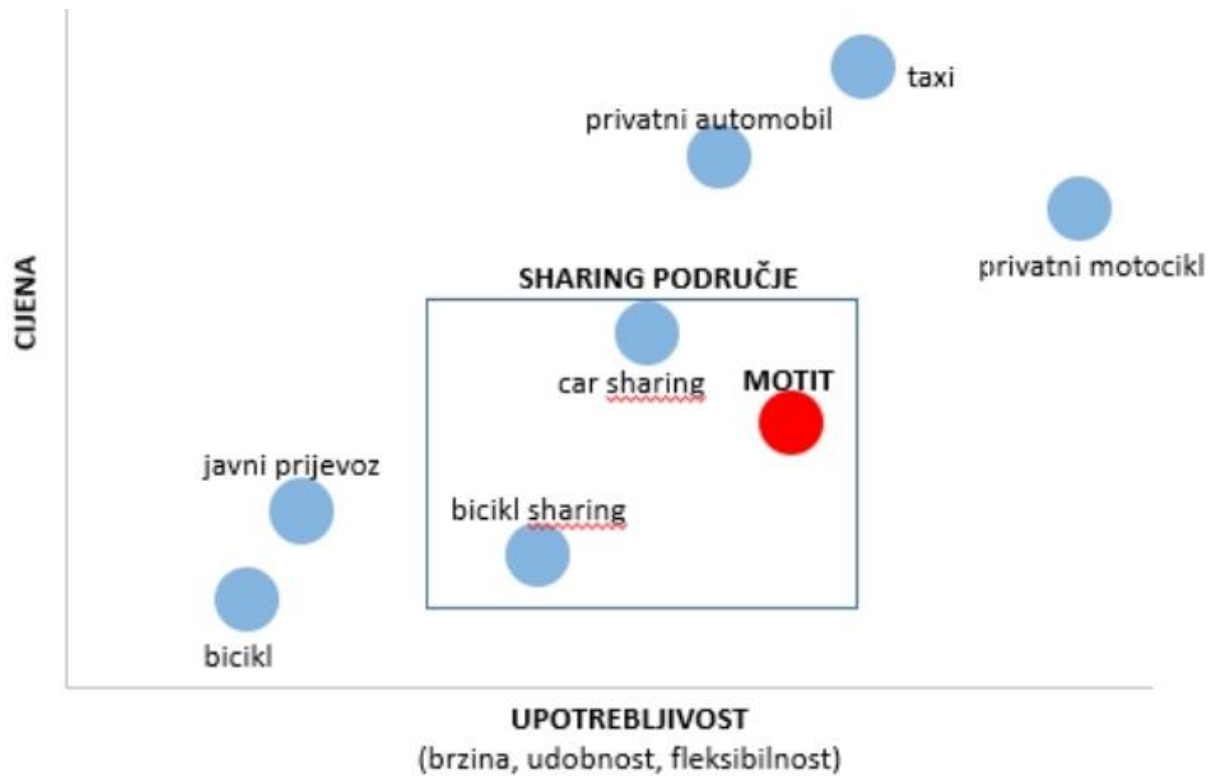 taxi
privatni automobil
privatni motocikl
SHARING PODRUČJE
CIJENA
car sharing
MOTIT
javni prijevoz
bicikl sharing
bicikl
UPOTREBLJIVOST
(brzina, udobnost, fleksibilnost)